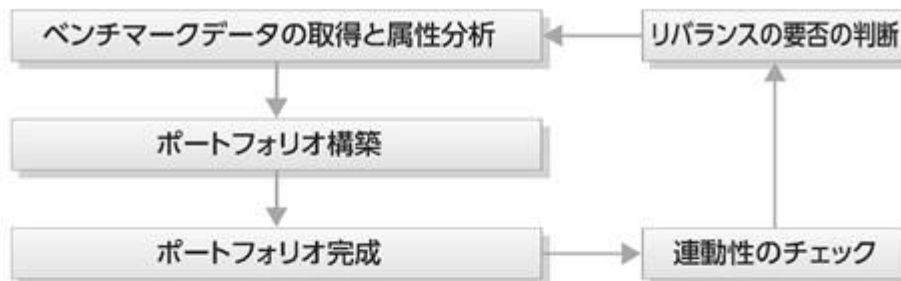 ベンチマークデータの取得と属性分析
リバランスの要否の判断
ポートフォリオ構築
ポートフォリオ完成
連動性のチェック